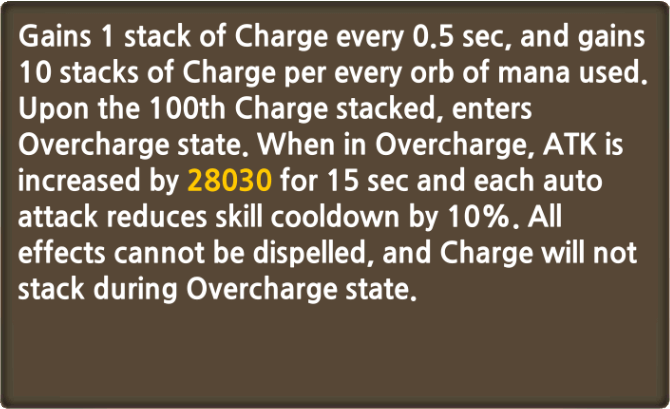 Gains 1 stack of Charge every 0.5 sec, and gains
10 stacks of Charge per every orb of mana used.
Upon the 100th Charge stacked, enters
Overcharge state. When in Overcharge, ATK is
increased by 28030 for 15 sec and each auto
attack reduces skill cooldown by 10%. All
effects cannot be dispelled, and Charge will not
stack during Overcharge state.